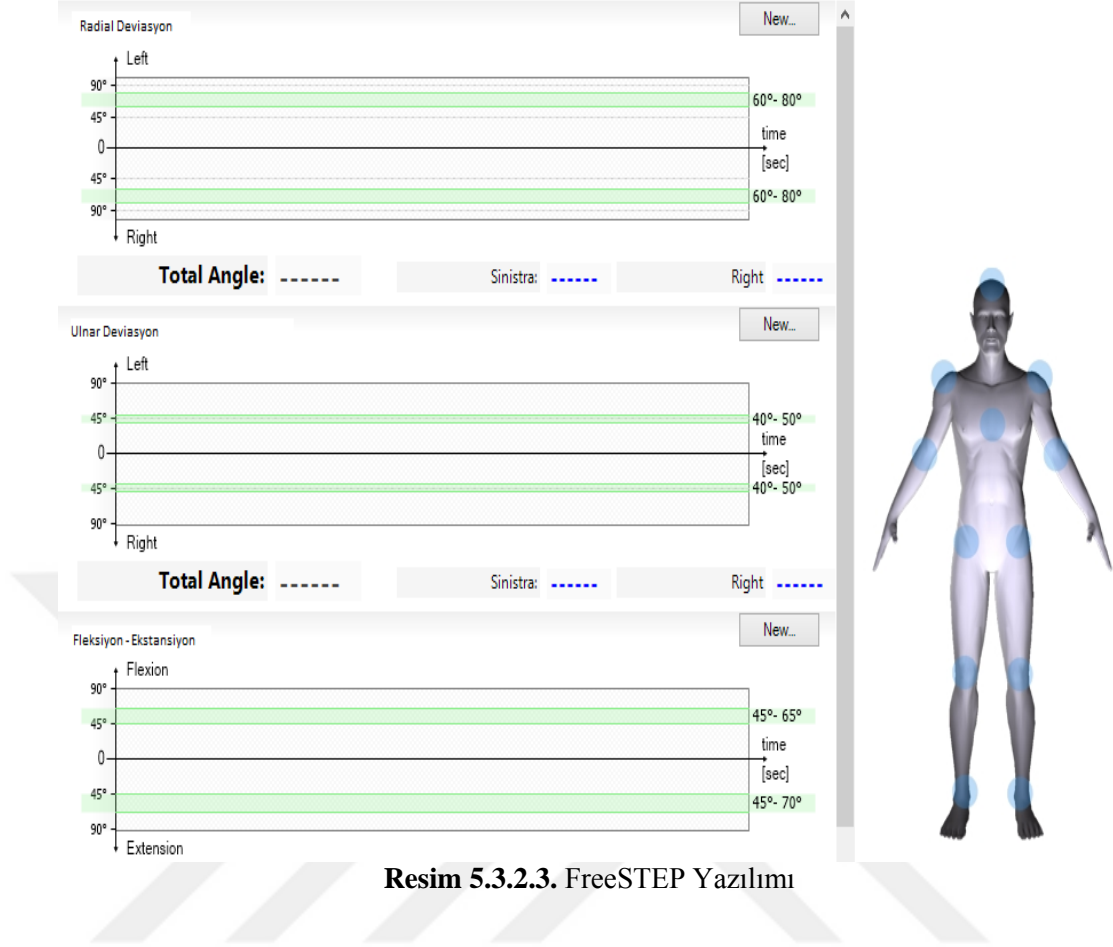 Radial Deviasyon
New...
Left
90°
60°- 80°
45°
time
0
[sec]
45°
60°- 80°
90°
Right
Total Angle: ------ Sinistra: ------ Right ------
Ulnar Deviasyon
New...
Left
90°
45°
40°- 50°
time
0
[sec]
45°
40°- 50°
90°
Right
Total Angle: ------ Sinistra: ------ Right ------
Fleksiyon - Ekstansiyon
New...
Flexion
90°
45°- 65°
45°
time
0
[sec]
45°
45°- 70°
90°
Extension
Resim 5.3.2.3. FreeSTEP Yazılımı